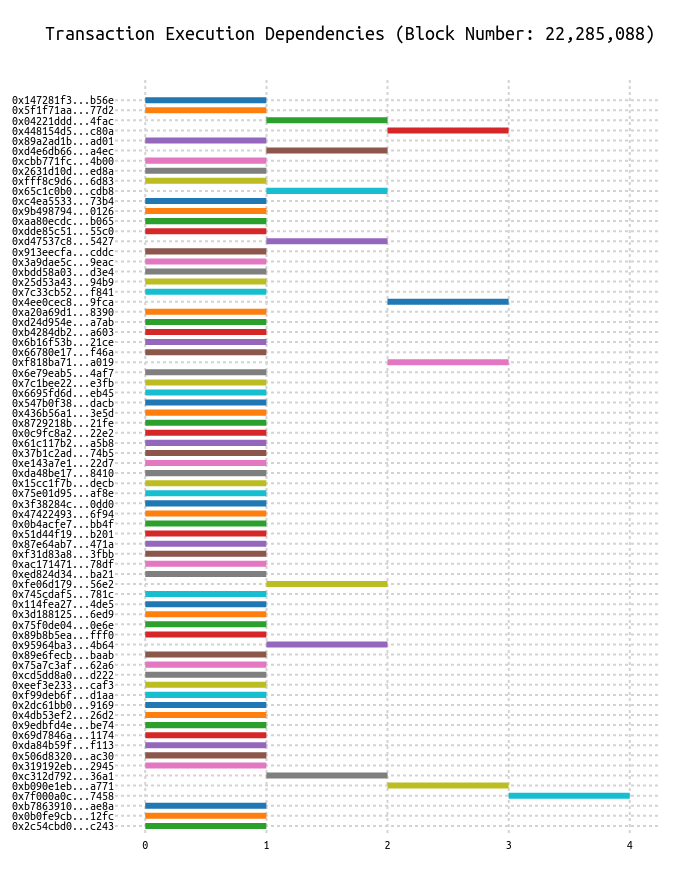 Transaction Execution Dependencies (Block Number: 22,285,088)
0x147281f3...b56e
0x5f1f71aa...77d2
0x04221ddd...4fac
0x448154d5...c80a
0x89a2ad1b...ad01
0xd4e6db66...a4ec
0xcbb771fc...4b00
0x2631d10d...ed8a
0xfff8c9d6...6d83
0x65c1c0b0...cdb8
0xc4ea5533...73b4
0x9b498794...0126
0xaa80ecdc...b065
0xdde85c51...55c0
0xd47537c8...5427
0x913eecfa...cddc
0x3a9dae5c...9eac
0xbdd58a03...d3e4
0x25d53a43...94b9
0x7c33cb52...f841
0x4ee0cec8...9fca
0xa20a69d1...8390
0xd24d954e...a7ab
0xb4284db2...a603
0x6b16f53b...21ce
0x66780e17...f46a
0xf818ba71...a019
0x6e79eab5...4af7
0x7c1bee22...e3fb
0x6695fd6d...eb45
0x547b0f38...dacb
0x436b56a1...3e5d
0x8729218b...21fe
0x0c9fc8a2...22e2
0x61c117b2...a5b8
0x37b1c2ad...74b5
0xe143a7e1...22d7
0xda48be17...8410
0x15cc1f7b...decb
0x75e01d95...af8e
0x3f38284c...0dd0
0x47422493...6f94
0x0b4acfe7...bb4f
0x51d44f19...b201
0x87e64ab7...471a
0xf31d83a8...3fbb
0xac171471...78df
0xed824d34...ba21
0xfe06d179...56e2
0x745cdaf5...781c
0x114fea27...4de5
0x3d188125...6ed9
0x75f0de04...0e6e
0x89b8b5ea...fff0
0x95964ba3...4b64
0x89e6fecb...baab
0x75a7c3af...62a6
0xcd5dd8a0...d222
0xeef3e233...caf3
0xf99deb6f...d1aa
0x2dc61bb0...9169
0x4db53ef2...26d2
0x9edbfd4e...be74
0x69d7846a...1174
0xda84b59f...f113
0x506d8320...ac30
0x319192eb...2945
0xc312d792...36a1
0xb090e1eb...a771
0x7f000a0c...7458
0xb7863910...ae8a
0x0b0fe9cb...12fc
0x2c54cbd0...c243
0 1 2 3 4